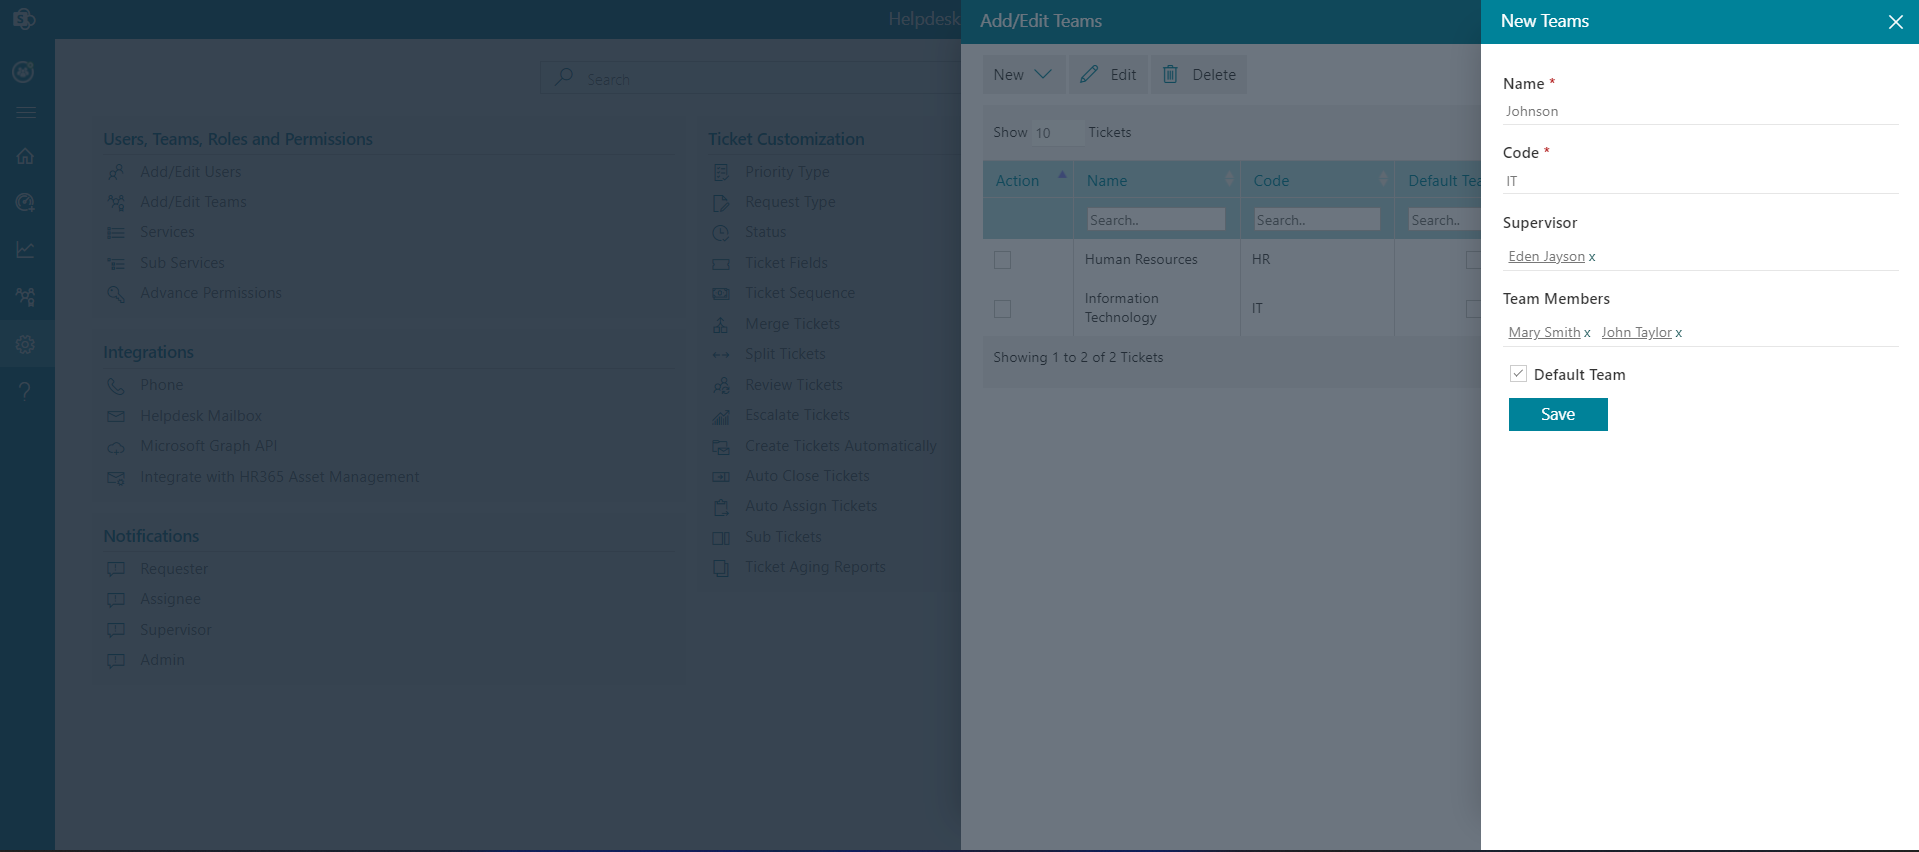 Helpdesk
Search
Users, Teams, Roles and Permissions
Add/Edit Users
Add/Edit Teams
Services
Sub Services
Advance Permissions
Integrations
Phone
Helpdesk Mailbox
Microsoft Graph API
Integrate with HR365 Asset Management
Notifications
Requester
Assignee
Supervisor
Admin
Ticket Customization
Priority Type
Request Type
Status
Ticket Fields
Ticket Sequence
Merge Tickets
Split Tickets
Review Tickets
Escalate Tickets
Create Tickets Automatically
Auto Close Tickets
Auto Assign Tickets
Sub Tickets
Ticket Aging Reports
Add/Edit Teams
New Edit Delete
Show 10 Tickets
Action Name Code Default Tea
Search.. Search.. Search..
Human Resources HR
Information
Technology IT
Showing 1 to 2 of 2 Tickets
New Teams
Name *
Johnson
Code *
IT
Supervisor
Eden Jayson x
Team Members
Mary Smith x John Taylor x
Default Team
Save